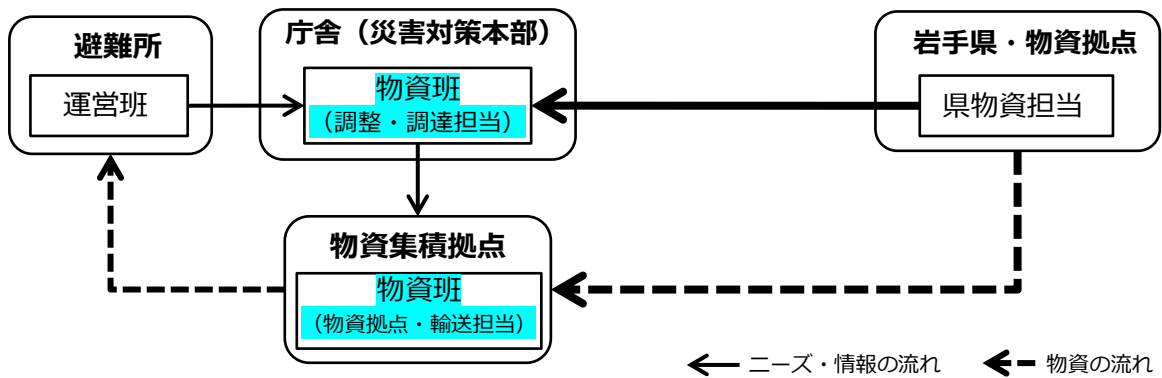 避難所
運営班
庁舎（災害対策本部）
物資班
（調整・調達担当）
岩手県・物資拠点
県物資担当
物資集積拠点
物資班
（物資拠点・輸送担当）
ニーズ・情報の流れ
物資の流れ